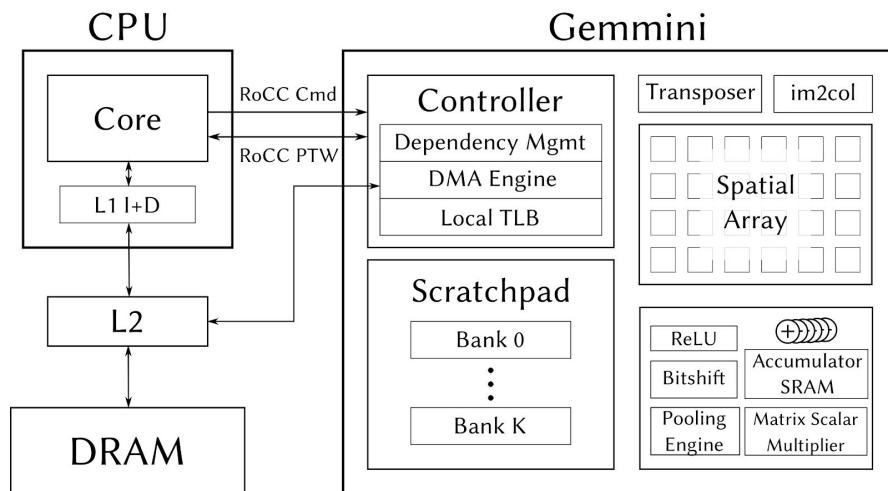 CPU
Gemmini
Core
L1 I+D
RoCC Cmd
RoCC PTW
L2
DRAM
Controller
Dependency Mgmt
DMA Engine
Local TLB
Scratchpad
Bank 0
Bank K
Transposer
im2col
Spatial
Array
ReLU
Bitshift
Pooling
Engine
Accumulator
SRAM
Matrix Scalar
Multiplier